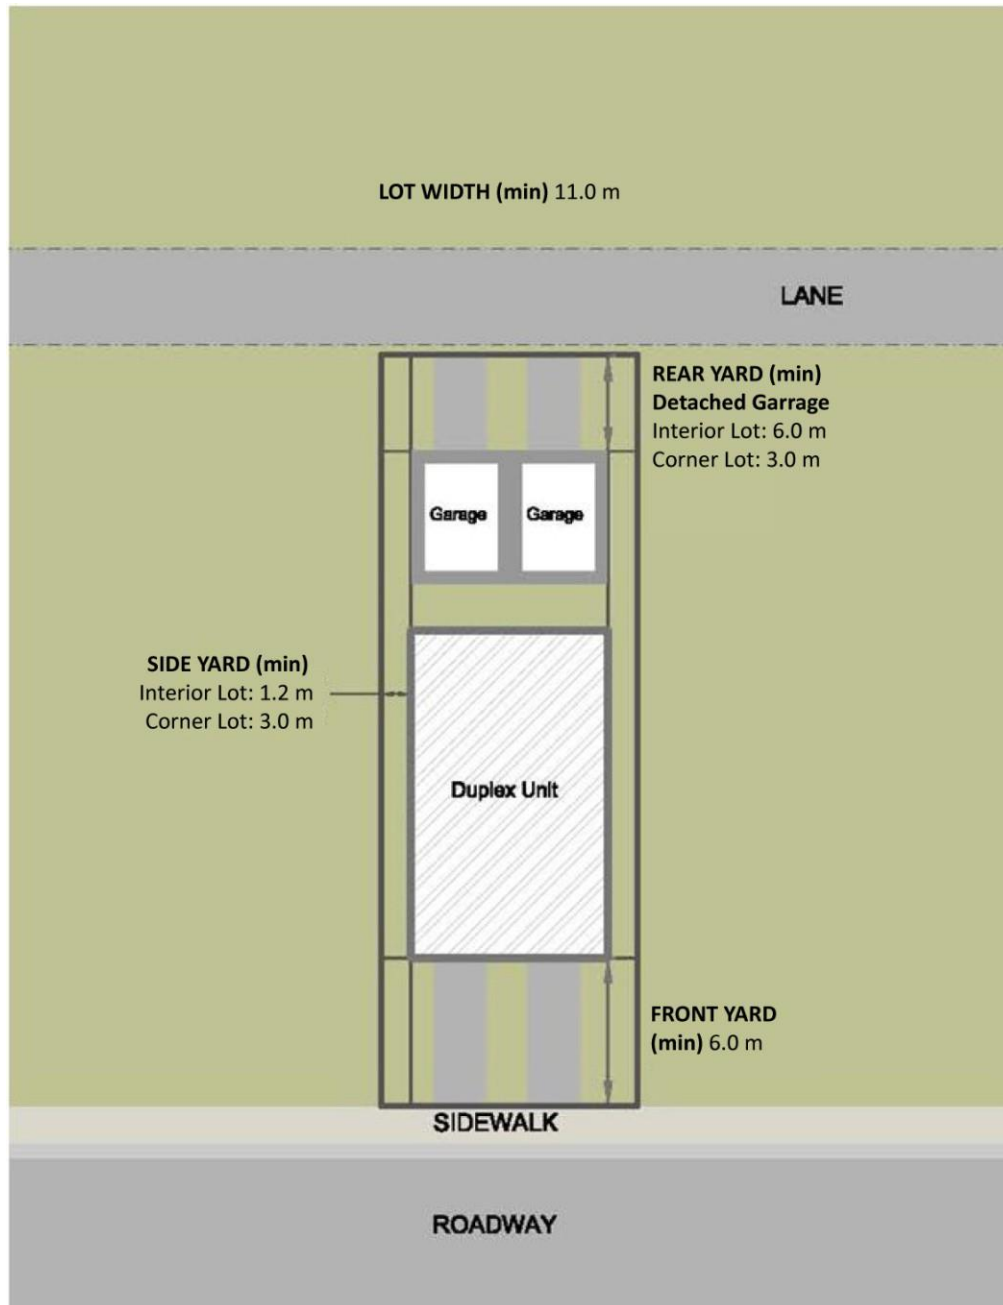 LOT WIDTH (min) 11.0 m
LANE
REAR YARD (min)
Detached Garrage
Interior Lot: 6.0 m
Corner Lot: 3.0 m
Garage
Garage
SIDE YARD (min)
Interior Lot: 1.2 m
Corner Lot: 3.0 m
Duplex Unit
FRONT YARD
(min) 6.0 m
SIDEWALK
ROADWAY